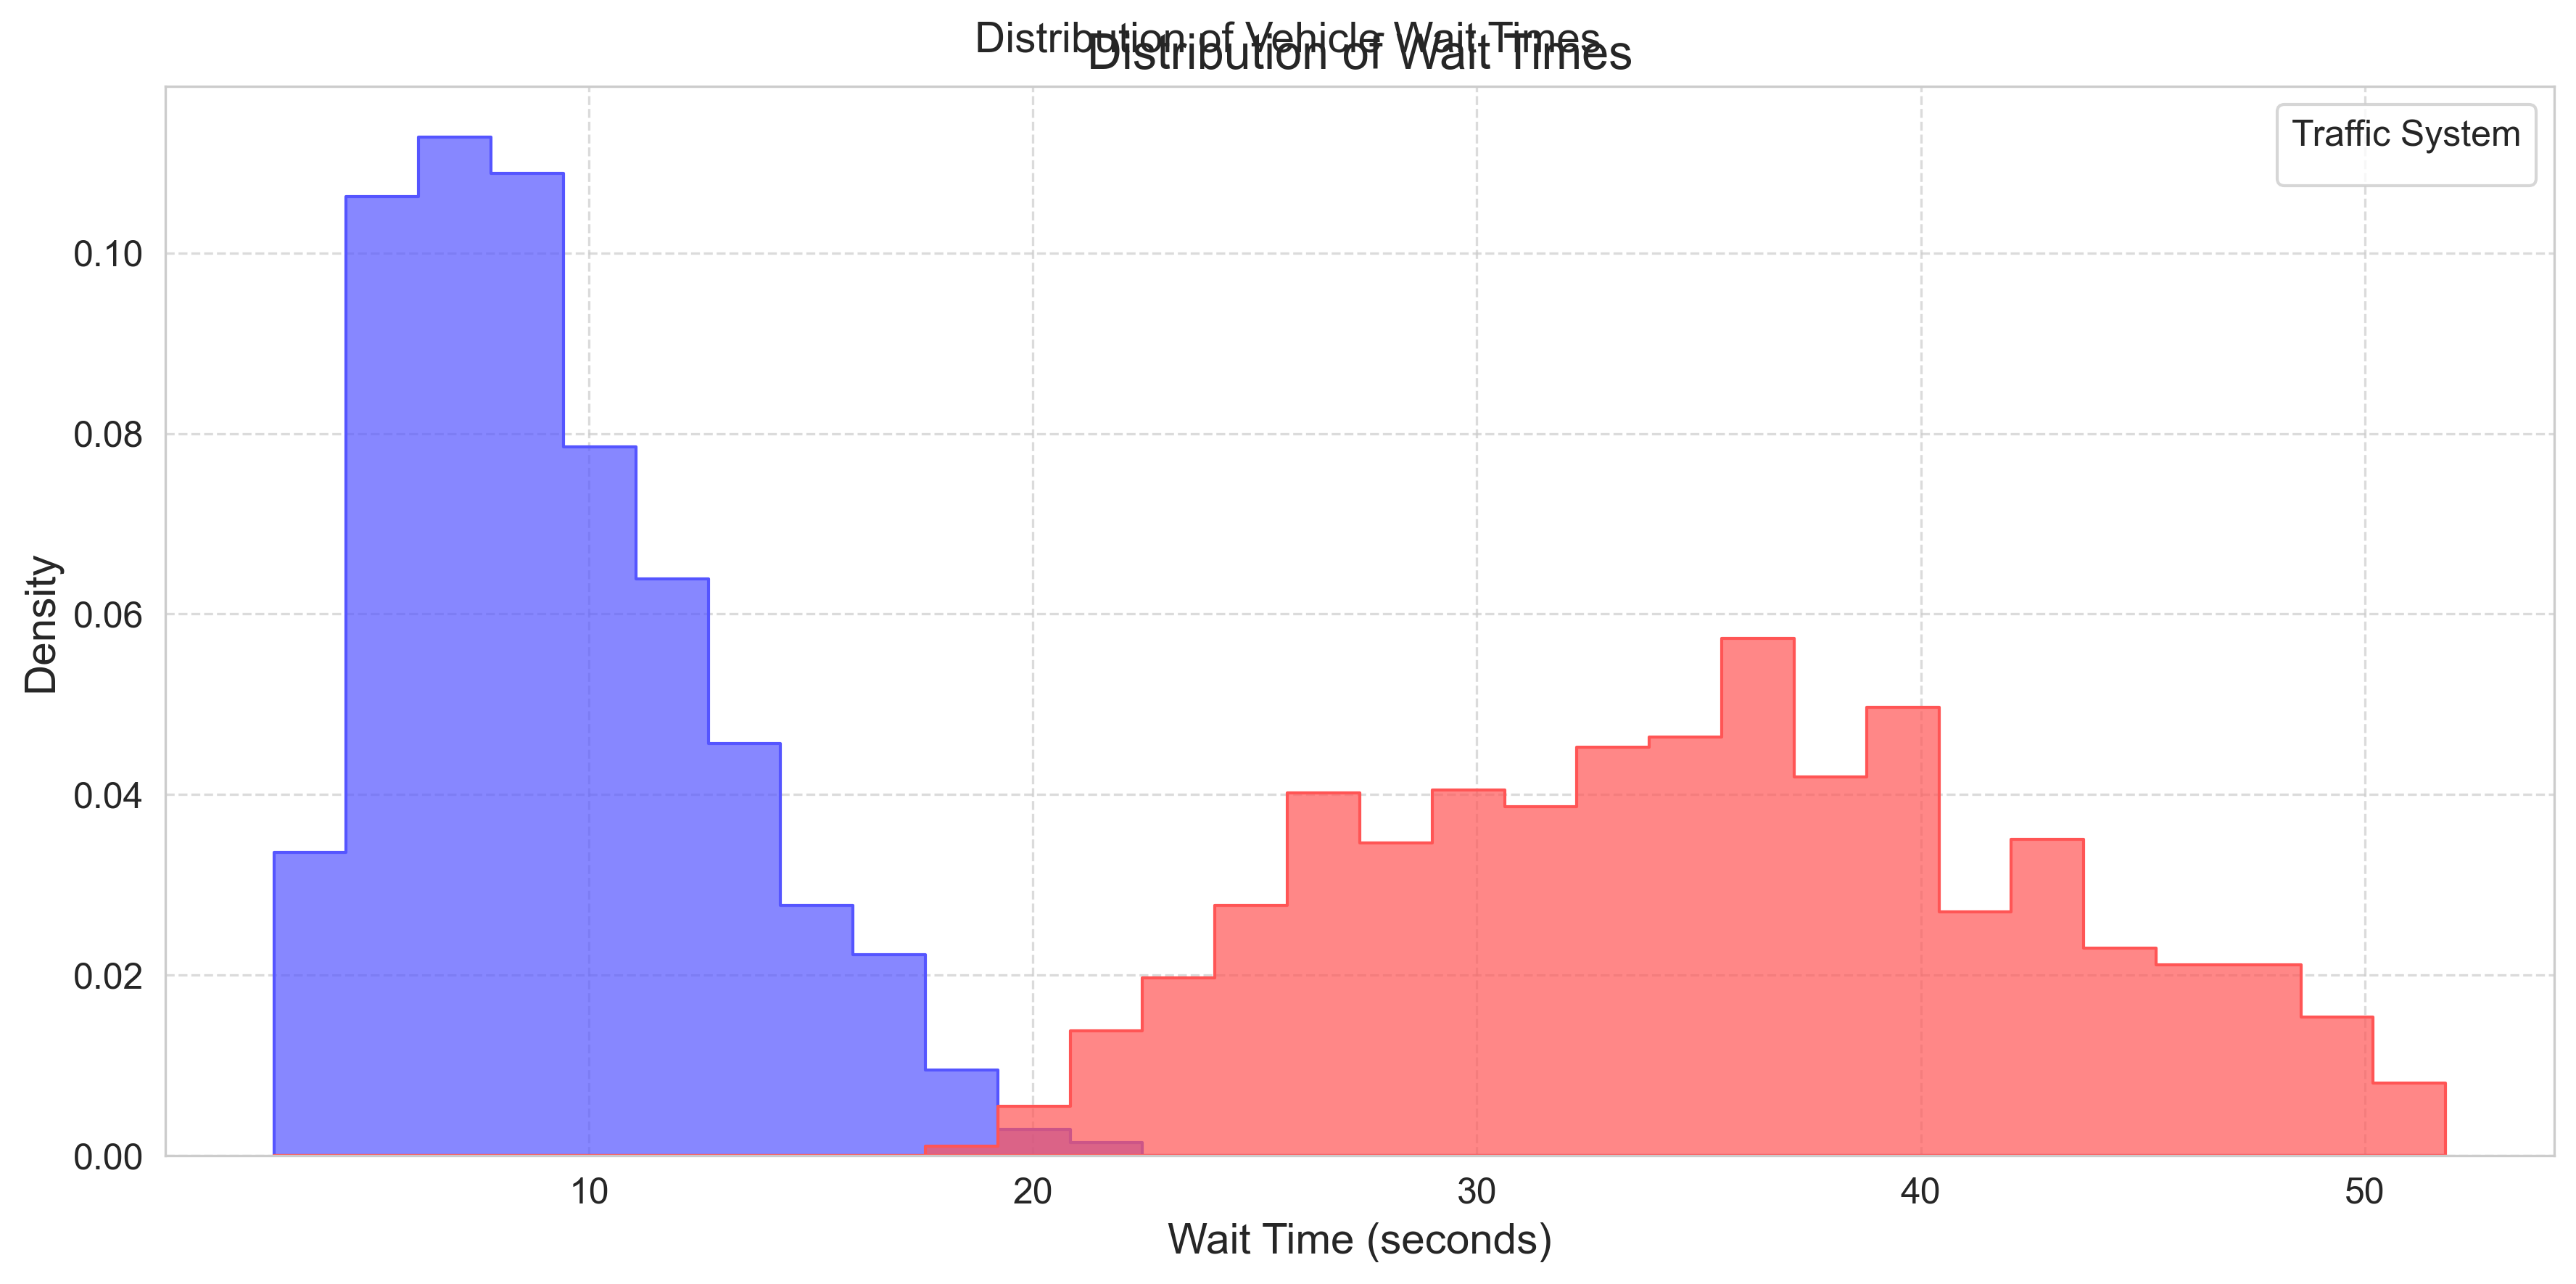 Distribution of Vehicle Wait Times
Distribution of Wait Times
Traffic System
0.10
0.08
0.06
0.04
0.02
0.00
Density
10 20 30 40 50
Wait Time (seconds)